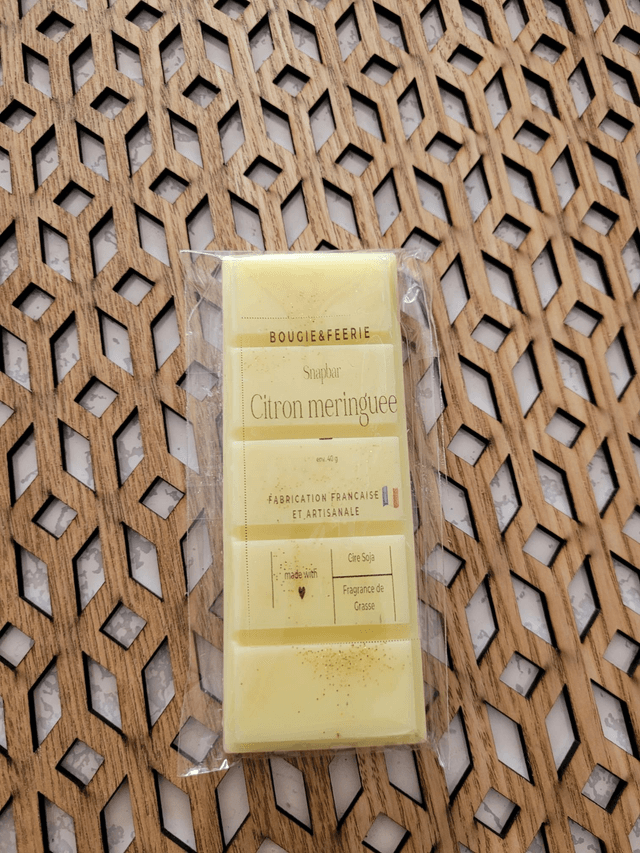 BOUGIE&FEERIE
Snapbar
Citron meringuee
env. 40 g
FABRICATION FRANCAISE
ET ARTISANALE
made with
Cire Soja
Fragrance de
Grasse